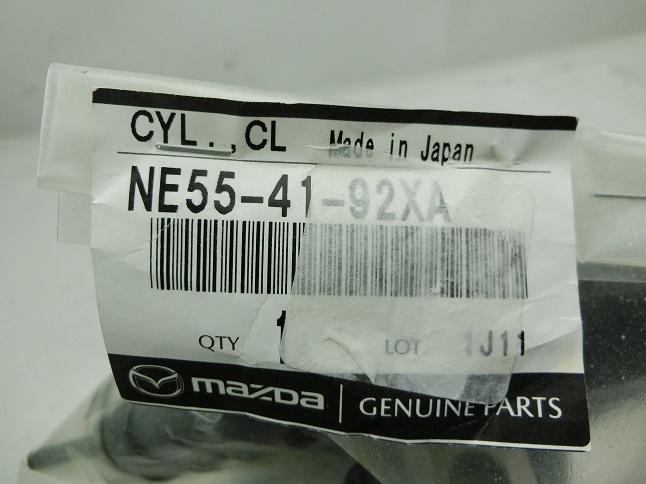 CYL.,CL Made in Japan
NE55-41-92XA
QTY 1 LOT 1J11
mazda GENUINE PARTS